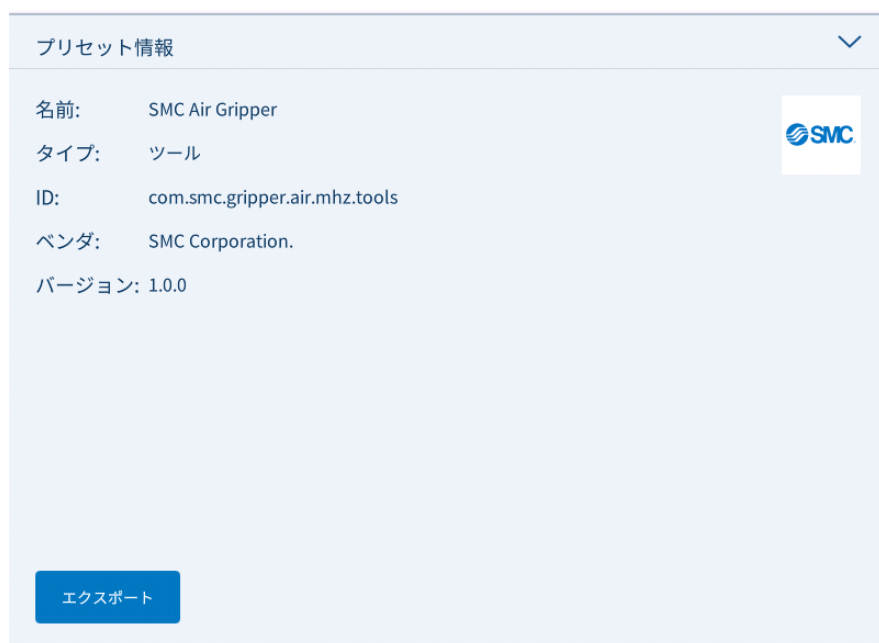 プリセット情報
名前: SMC Air Gripper
SMC
タイプ: ツール
ID: com.smc.gripper.air.mhz.tools
ベンダ: SMC Corporation.
バージョン: 1.0.0
エクスポート